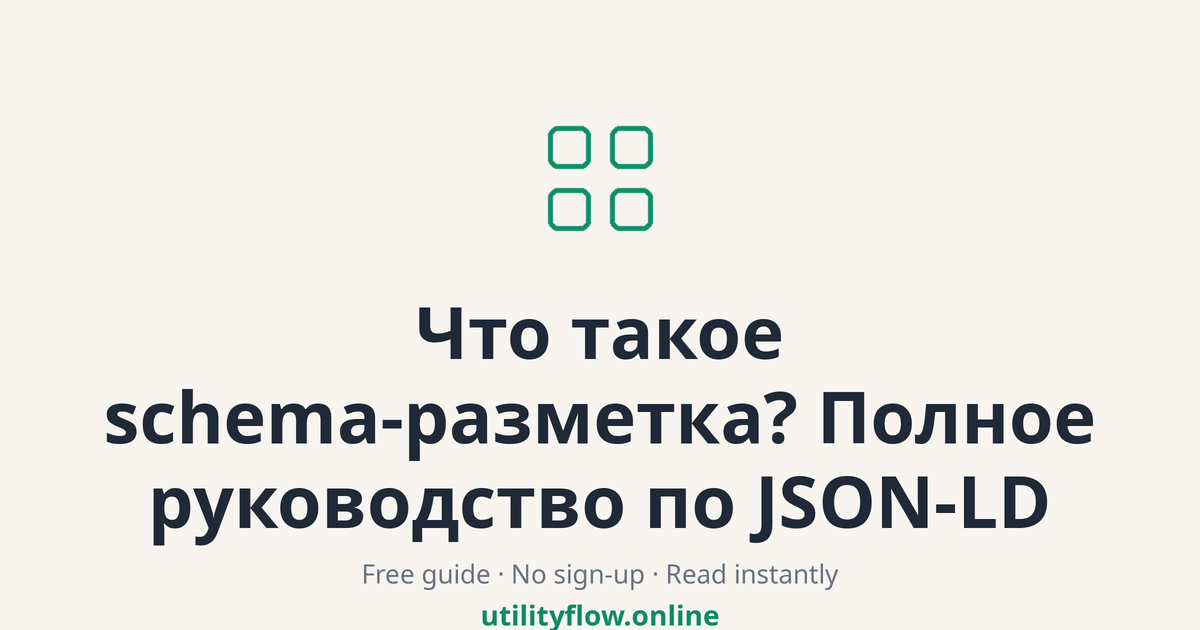 Что такое
schema-разметка? Полное
руководство по JSON-LD
Free guide · No sign-up · Read instantly
utilityflow.online